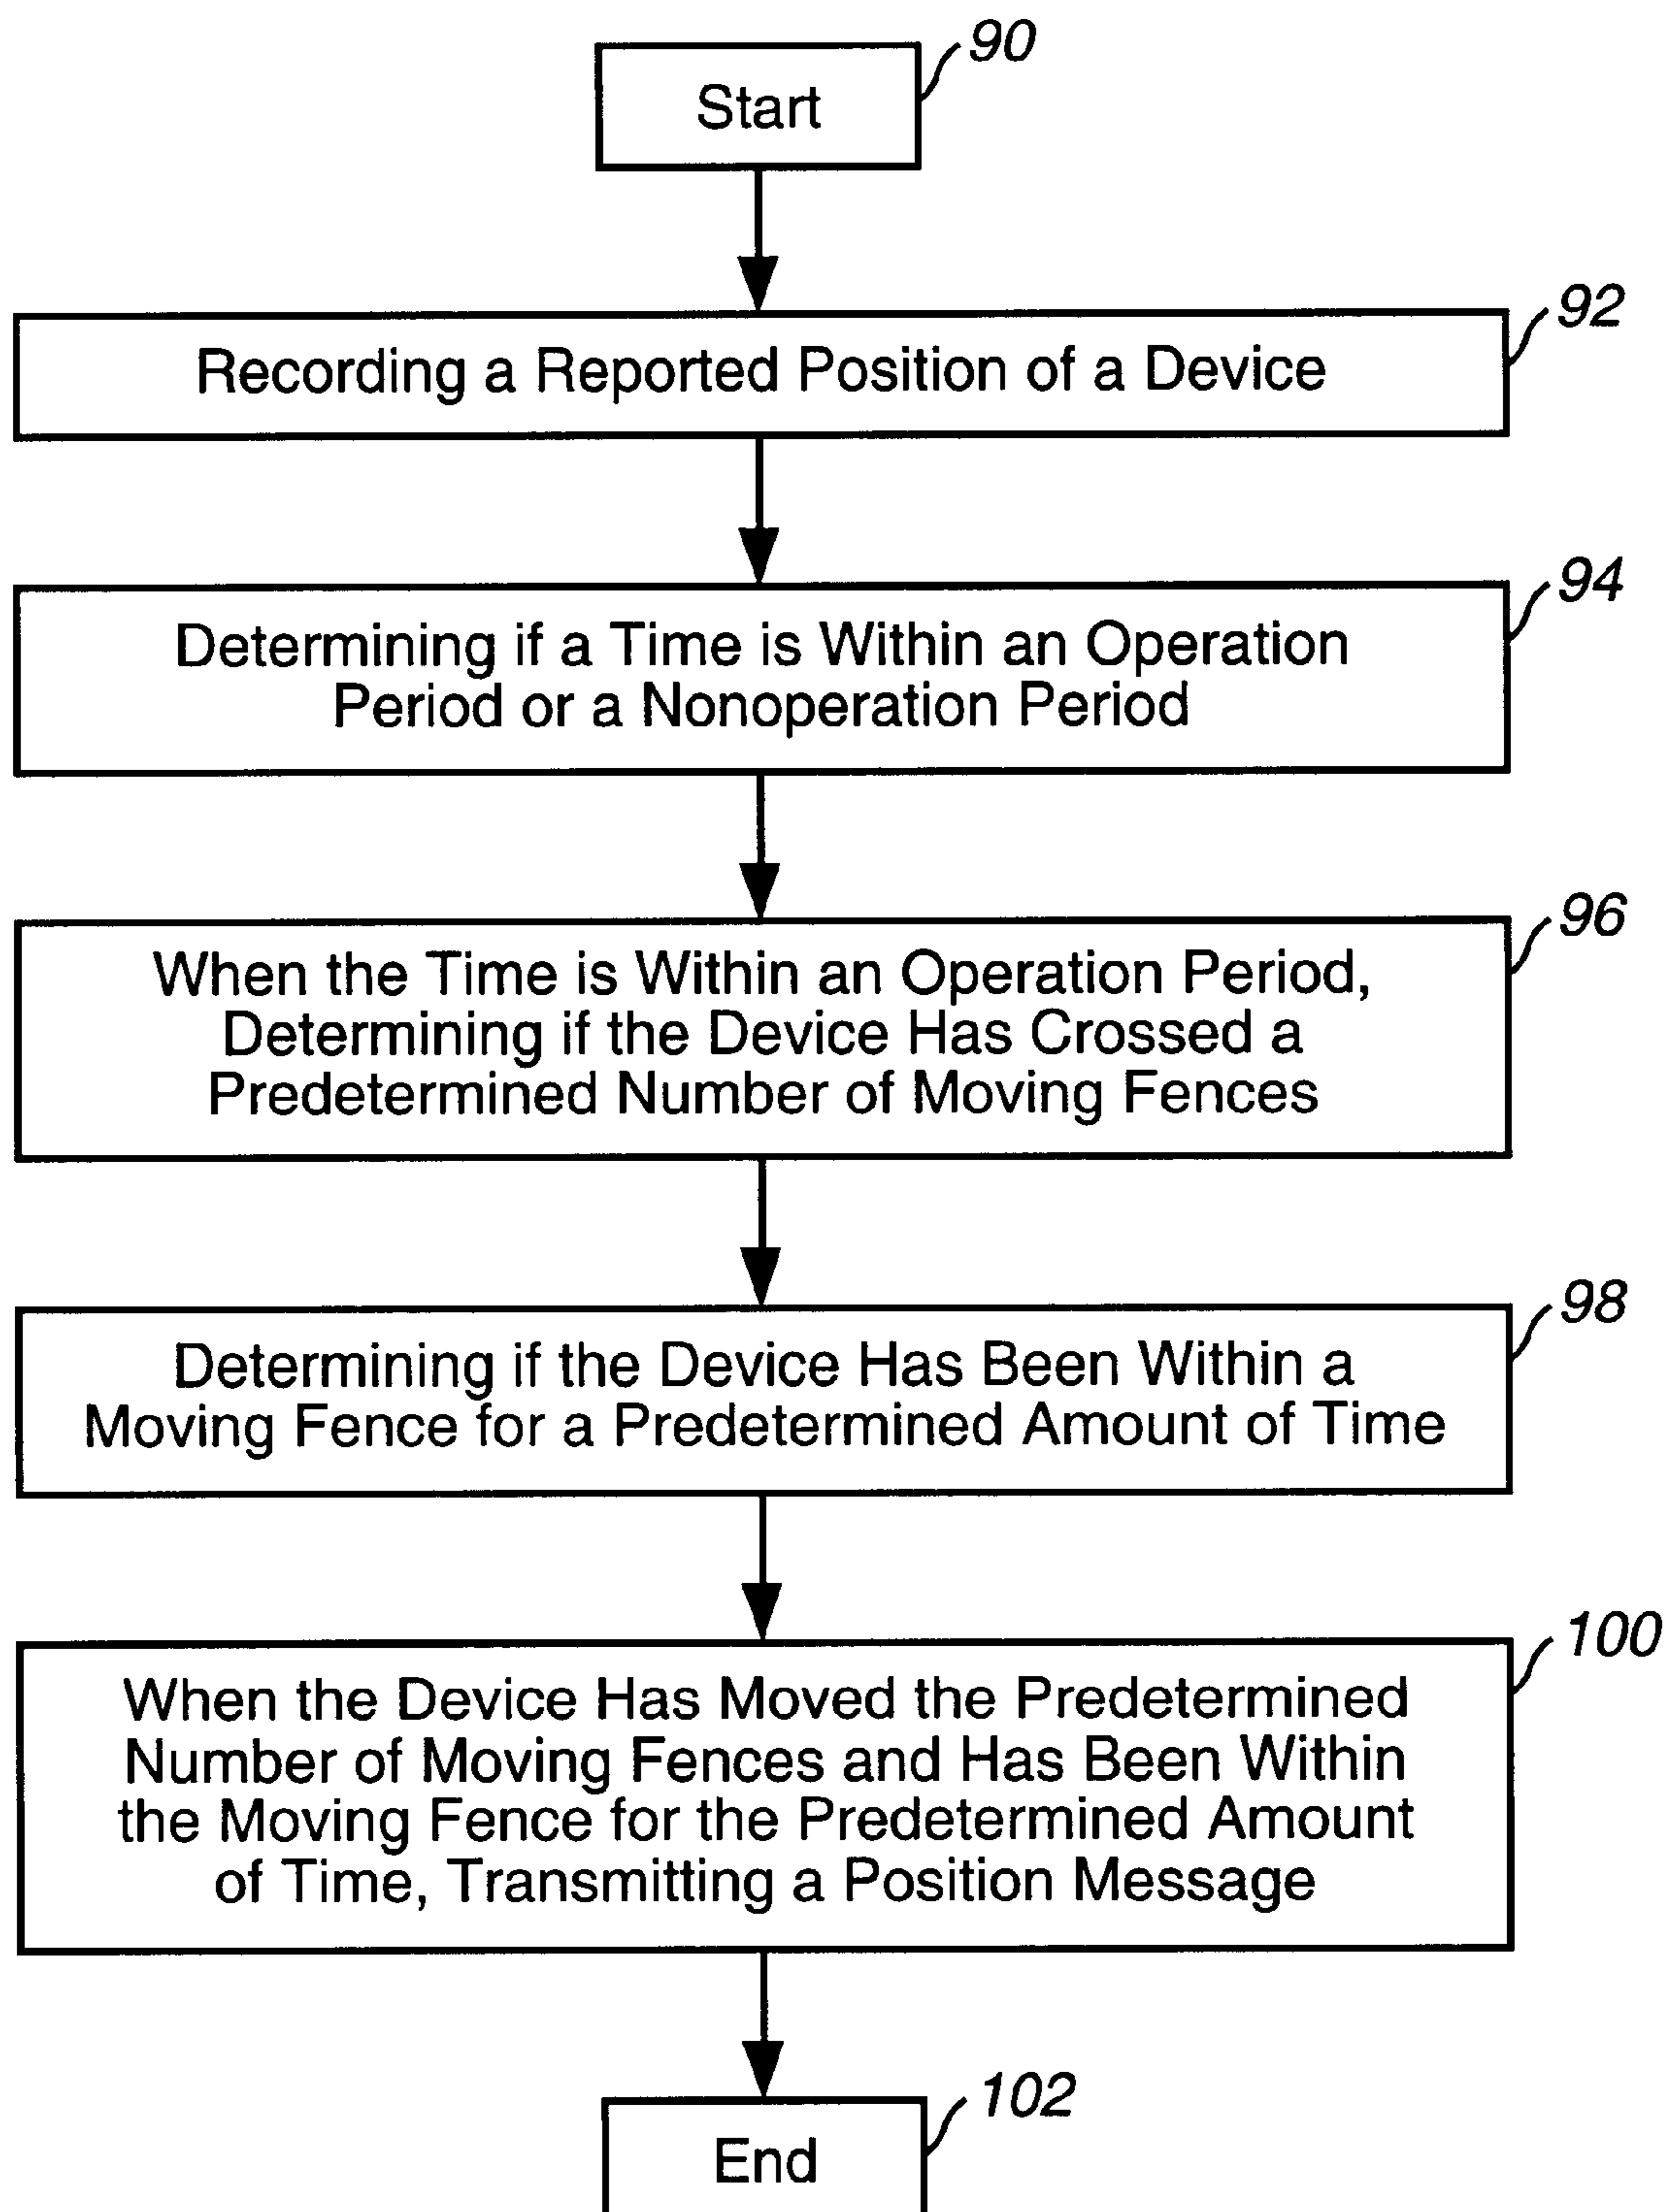 90
Start
92
Recording a Reported Position of a Device
94
Determining if a Time is Within an Operation
Period or a Nonoperation Period
96
When the Time is Within an Operation Period,
Determining if the Device Has Crossed a
Predetermined Number of Moving Fences
98
Determining if the Device Has Been Within a
Moving Fence for a Predetermined Amount of Time
100
When the Device Has Moved the Predetermined
Number of Moving Fences and Has Been Within
the Moving Fence for the Predetermined Amount
of Time, Transmitting a Position Message
102
End